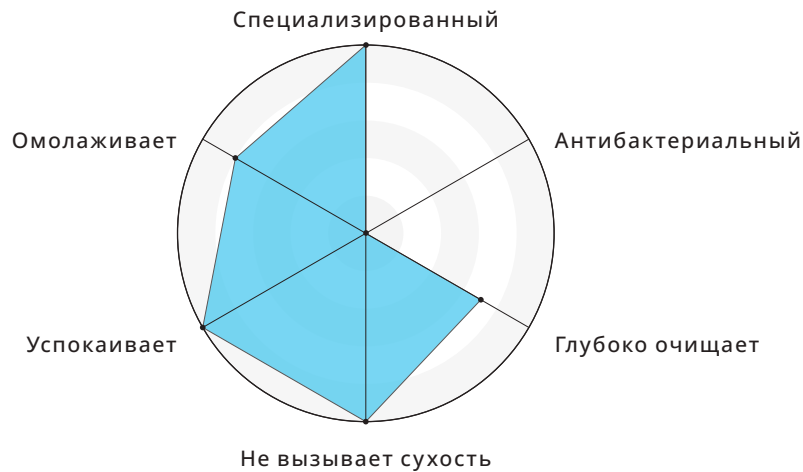 Специализированный
Омолаживает
Антибактериальный
Успокаивает
Глубоко очищает
Не вызывает сухость